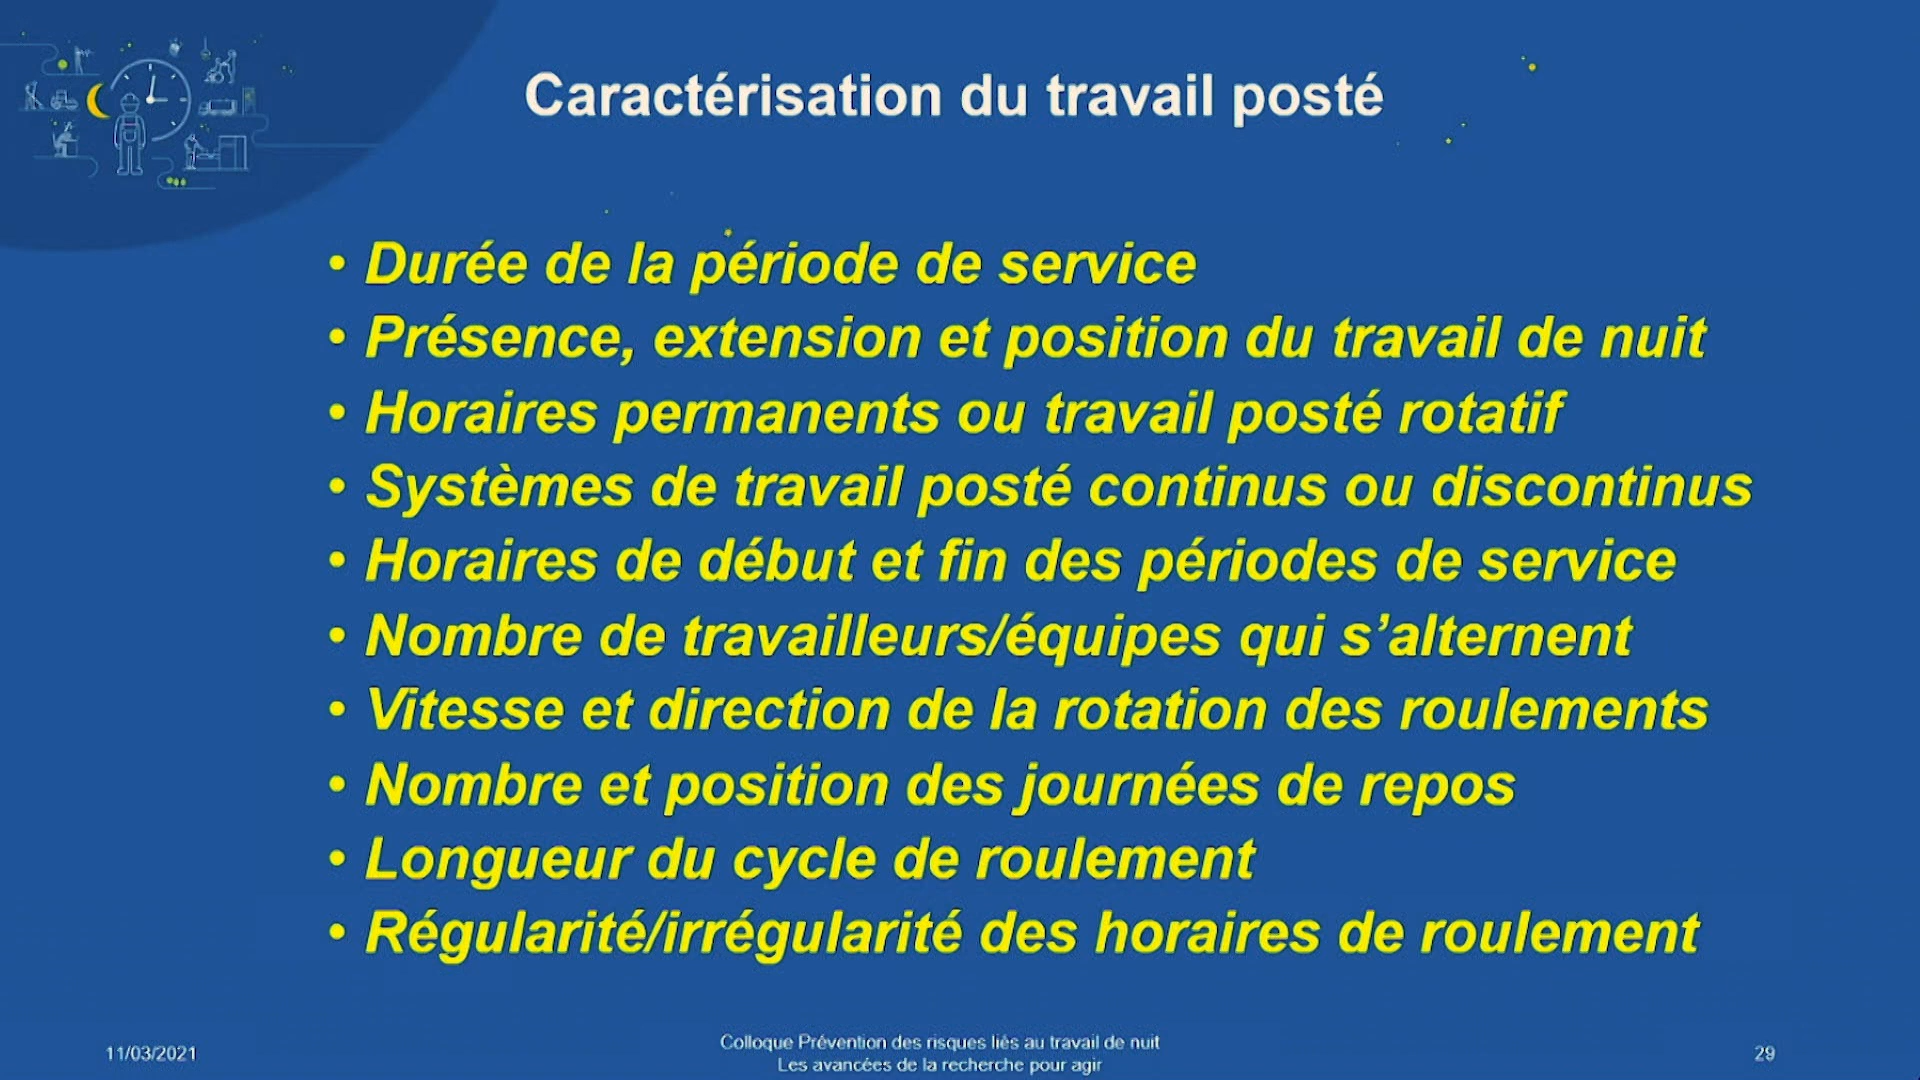 Caractérisation du travail posté
• Durée de la période de service
• Présence, extension et position du travail de nuit
• Horaires permanents ou travail posté rotatif
• Systèmes de travail posté continus ou discontinus
• Horaires de début et fin des périodes de service
• Nombre de travailleurs/équipes qui s’alternent
• Vitesse et direction de la rotation des roulements
• Nombre et position des journées de repos
• Longueur du cycle de roulement
• Régularité/irrégularité des horaires de roulement
11/03/2021
Colloque Prévention des risques liés au travail de nuit
Les avancées de la recherche pour agir
29